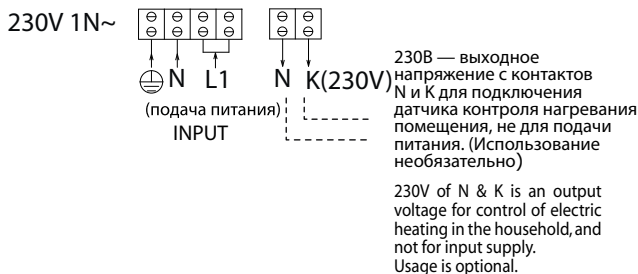 230V 1N~
N L1 N K(230V)
(подача питания)
INPUT
230В — выходное
напряжение с контактов
N и К для подключения
датчика контроля нагревания
помещения, не для подачи
питания. (Использование
необязательно)
230V of N & K is an output
voltage for control of electric
heating in the household, and
not for input supply.
Usage is optional.